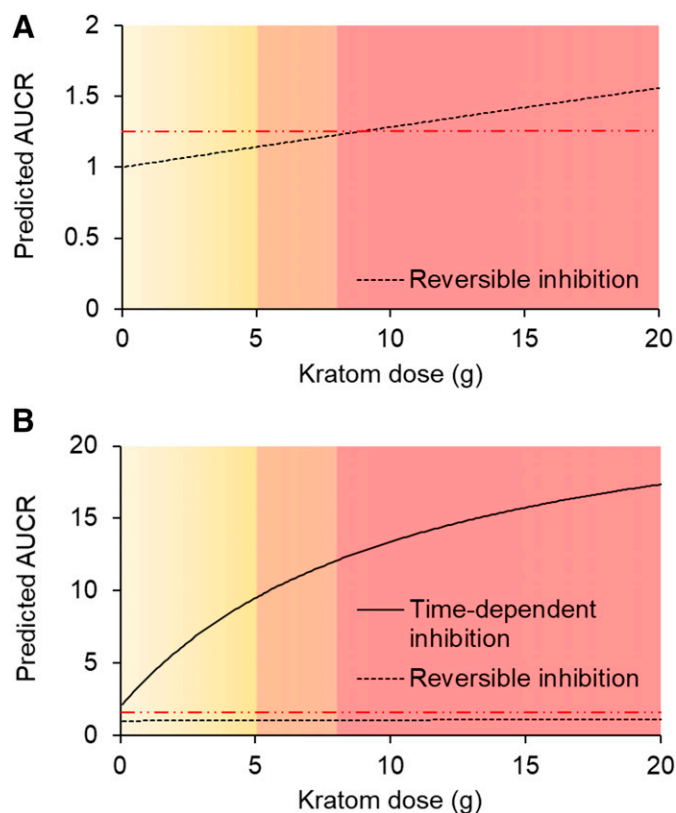 A
Predicted AUCR
2
1.5
1
0.5
0
Reversible inhibition
0 5 10 15 20
Kratom dose (g)
B
Predicted AUCR
20
15
10
5
0
Time-dependent
inhibition
Reversible inhibition
0 5 10 15 20
Kratom dose (g)